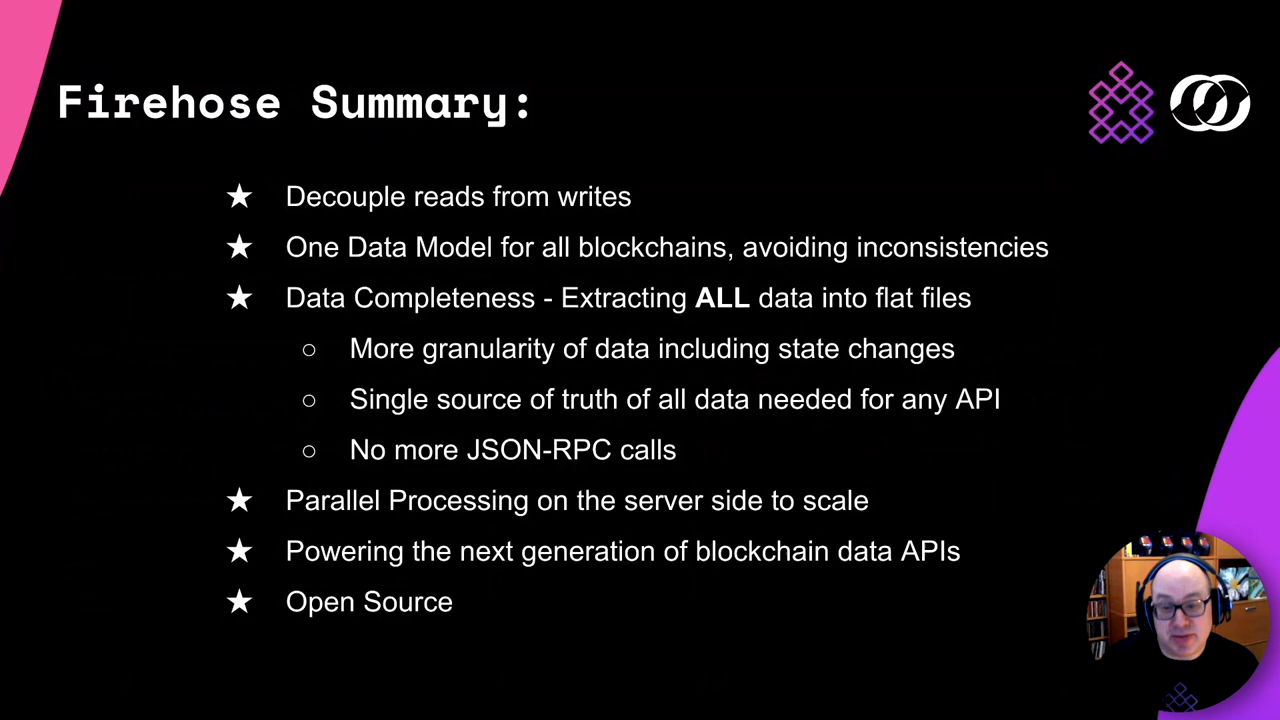 Firehose Summary:
★ Decouple reads from writes
★ One Data Model for all blockchains, avoiding inconsistencies
★ Data Completeness - Extracting ALL data into flat files
○ More granularity of data including state changes
○ Single source of truth of all data needed for any API
○ No more JSON-RPC calls
★ Parallel Processing on the server side to scale
★ Powering the next generation of blockchain data APIs
★ Open Source